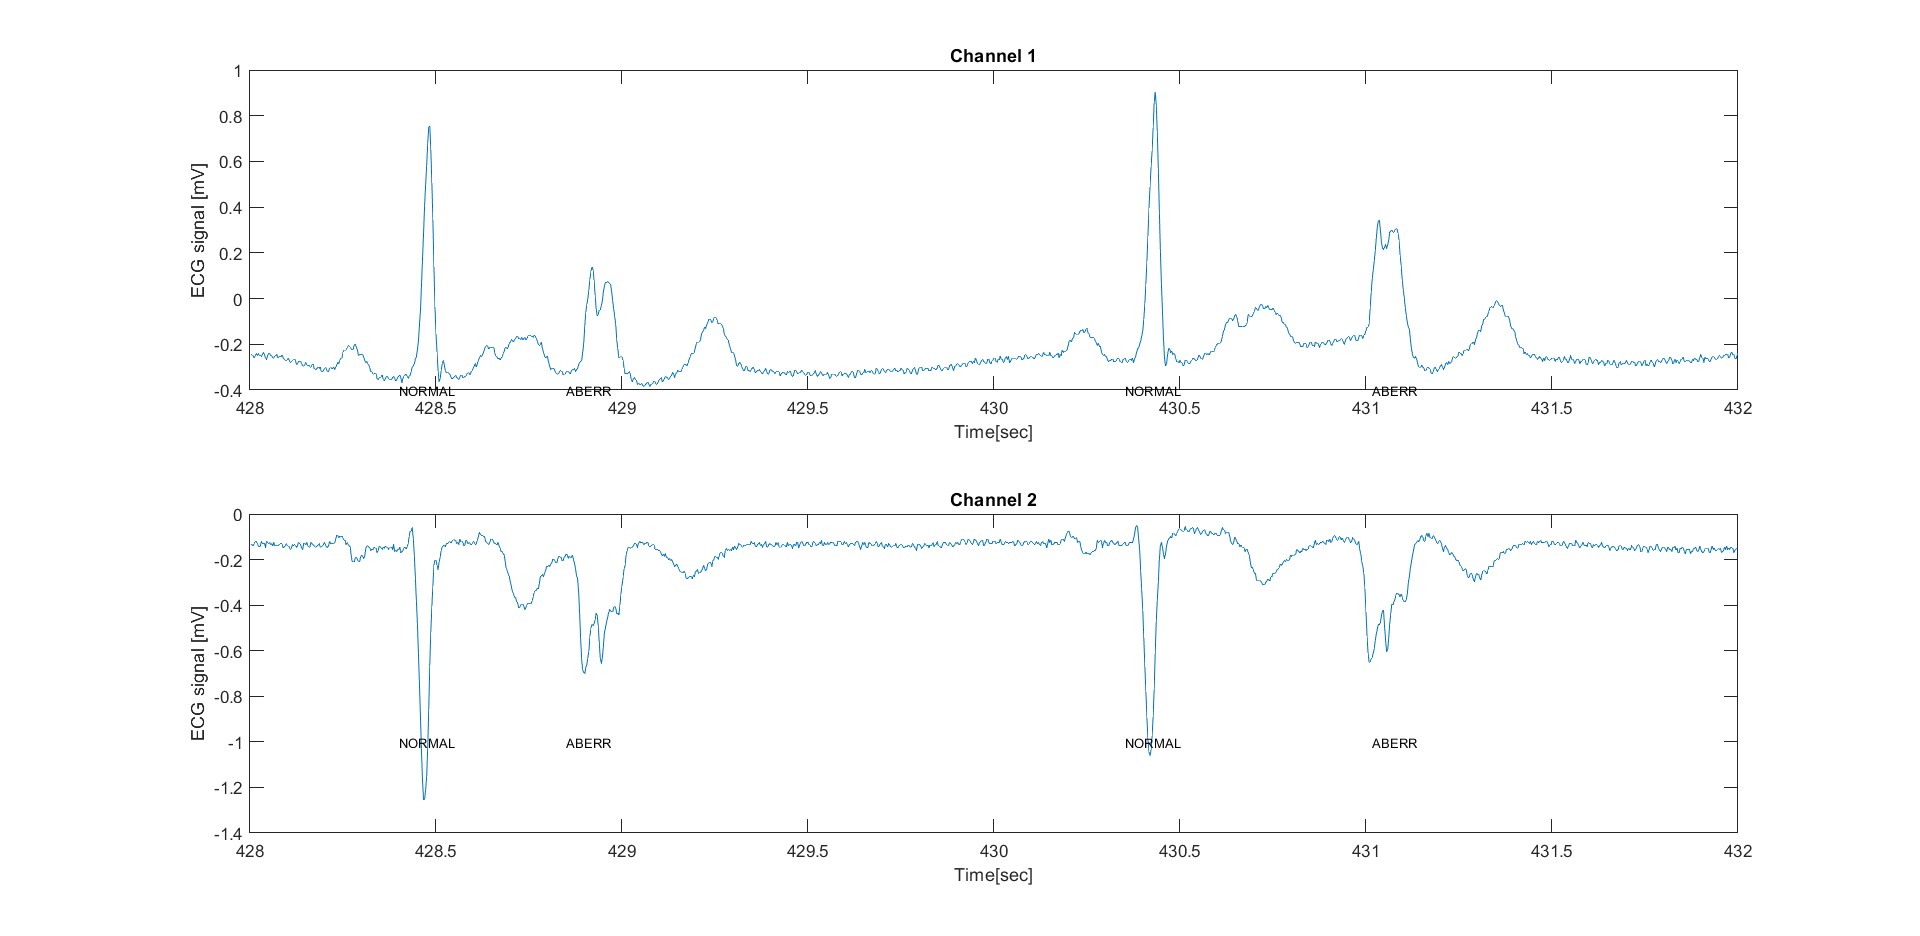 Channel 1
ECG signal [mV]
1
0.8
0.6
0.4
0.2
0
-0.2
-0.4
NORMAL ABERR NORMAL ABERR
428 428.5 429 429.5 430 430.5 431 431.5 432
Time[sec]
Channel 2
ECG signal [mV]
0
-0.2
-0.4
-0.6
-0.8
-1
NORMAL ABERR NORMAL ABERR
-1.2
-1.4
428 428.5 429 429.5 430 430.5 431 431.5 432
Time[sec]